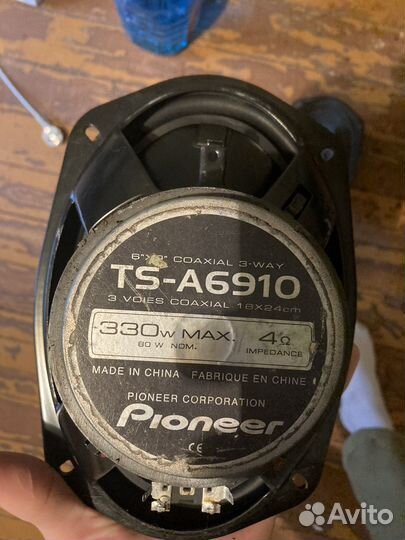 6"x9" COAXIAL 3-WAY
TS-A6910
3 VOIES COAXIAL 16x24cm
330W MAX. 4Ω
80 W NOM. IMPEDANCE
MADE IN CHINA FABRIQUE EN CHINE
PIONEER CORPORATION
Pioneer
CE
Avito